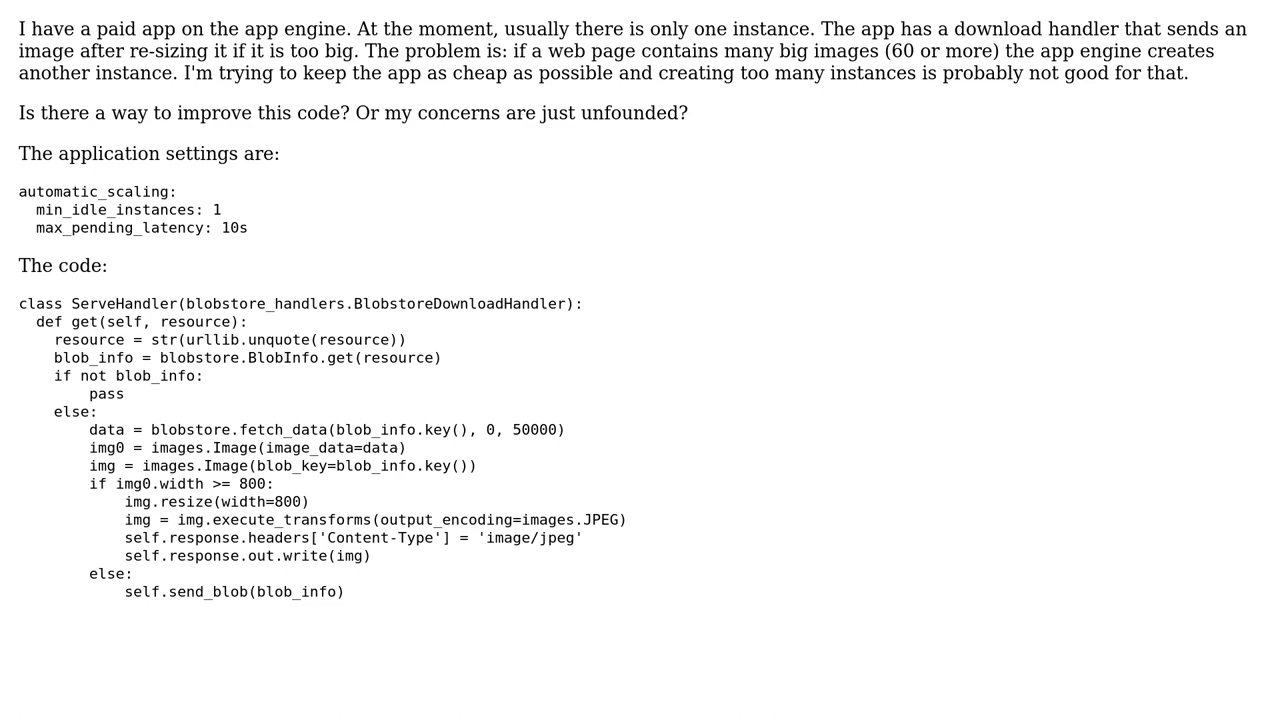 I have a paid app on the app engine. At the moment, usually there is only one instance. The app has a download handler that sends an
image after re-sizing it if it is too big. The problem is: if a web page contains many big images (60 or more) the app engine creates
another instance. I'm trying to keep the app as cheap as possible and creating too many instances is probably not good for that.
Is there a way to improve this code? Or my concerns are just unfounded?
The application settings are:
automatic_scaling:
  min_idle_instances: 1
  max_pending_latency: 10s
The code:
class ServeHandler(blobstore_handlers.BlobstoreDownloadHandler):
  def get(self, resource):
    resource = str(urllib.unquote(resource))
    blob_info = blobstore.BlobInfo.get(resource)
    if not blob_info:
        pass
    else:
        data = blobstore.fetch_data(blob_info.key(), 0, 50000)
        img0 = images.Image(image_data=data)
        img = images.Image(blob_key=blob_info.key())
        if img0.width >= 800:
            img.resize(width=800)
            img = img.execute_transforms(output_encoding=images.JPEG)
            self.response.headers['Content-Type'] = 'image/jpeg'
            self.response.out.write(img)
        else:
            self.send_blob(blob_info)